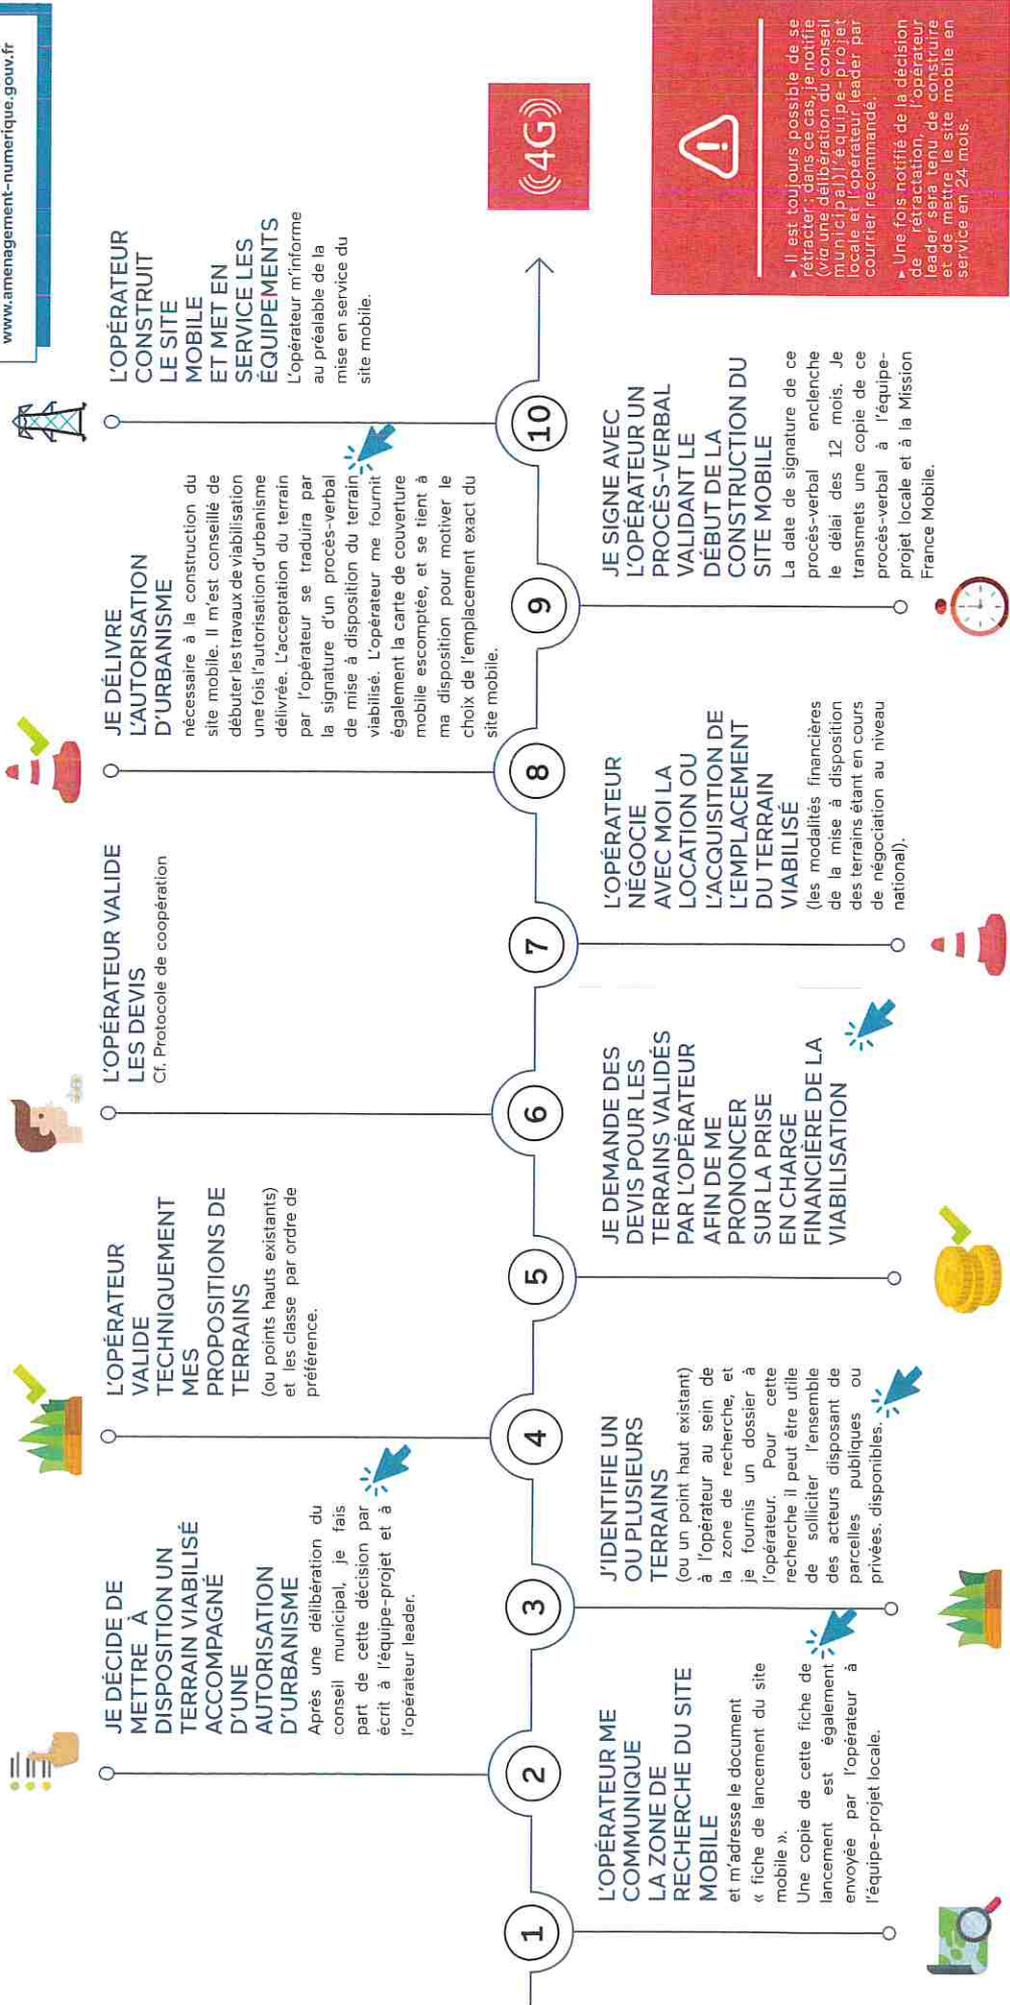 www.amenagement-numerique.gouv.fr
1
L'OPÉRATEUR ME
COMMUNIQUE
LA ZONE DE
RECHERCHE DU SITE
MOBILE
et m'adresse le document
« fiche de lancement du site
mobile ».
Une copie de cette fiche de
lancement est également
envoyée par l'opérateur à
l'équipe-projet locale.
2
JE DÉCIDE DE
METTRE À
DISPOSITION UN
TERRAIN VIABILISÉ
ACCOMPAGNÉ
D'UNE
AUTORISATION
D'URBANISME
Après une délibération du
conseil municipal, je fais
part de cette décision par
écrit à l'équipe-projet et à
l'opérateur leader.
3
J'IDENTIFIE UN
OU PLUSIEURS
TERRAINS
(ou un point haut existant)
à l'opérateur au sein de
la zone de recherche, et
je fournis un dossier à
l'opérateur. Pour cette
recherche il peut être utile
de solliciter l'ensemble
des acteurs disposant de
parcelles publiques ou
privées. disponibles.
4
L'OPÉRATEUR
VALIDE
TECHNIQUEMENT
MES
PROPOSITIONS DE
TERRAINS
(ou points hauts existants)
et les classe par ordre de
préférence.
5
JE DEMANDE DES
DEVIS POUR LES
TERRAINS VALIDÉS
PAR L'OPÉRATEUR
AFIN DE ME
PRONONCER
SUR LA PRISE
EN CHARGE
FINANCIÈRE DE LA
VIABILISATION
6
L'OPÉRATEUR VALIDE
LES DEVIS
Cf. Protocole de coopération
7
L'OPÉRATEUR
NÉGOCIE
AVEC MOI LA
LOCATION OU
L'ACQUISITION DE
L'EMPLACEMENT
DU TERRAIN
VIABILISÉ
(les modalités financières
de la mise à disposition
des terrains étant en cours
de négociation au niveau
national).
8
JE DÉLIVRE
L'AUTORISATION
D'URBANISME
nécessaire à la construction du
site mobile. Il m'est conseillé de
débuter les travaux de viabilisation
une fois l'autorisation d'urbanisme
délivrée. L'acceptation du terrain
par l'opérateur se traduira par
la signature d'un procès-verbal
de mise à disposition du terrain
viabilisé. L'opérateur me fournit
également la carte de couverture
mobile escomptée, et se tient à
ma disposition pour motiver le
choix de l'emplacement exact du
site mobile.
9
JE SIGNE AVEC
L'OPÉRATEUR UN
PROCÈS-VERBAL
VALIDANT LE
DÉBUT DE LA
CONSTRUCTION DU
SITE MOBILE
La date de signature de ce
procès-verbal enclenche
le délai des 12 mois. Je
transmets une copie de ce
procès-verbal à l'équipe-
projet locale et à la Mission
France Mobile.
10
L'OPÉRATEUR
CONSTRUIT
LE SITE
MOBILE
ET MET EN
SERVICE LES
ÉQUIPEMENTS
L'opérateur m'informe
au préalable de la
mise en service du
site mobile.
((4G))
▸ Il est toujours possible de se
rétracter ; dans ce cas, je notifie
(via une délibération du conseil
municipal) l'équipe-projet
locale et l'opérateur leader par
courrier recommandé.
▸ Une fois notifié de la décision
de rétractation, l'opérateur
leader sera tenu de construire
et de mettre le site mobile en
service en 24 mois.